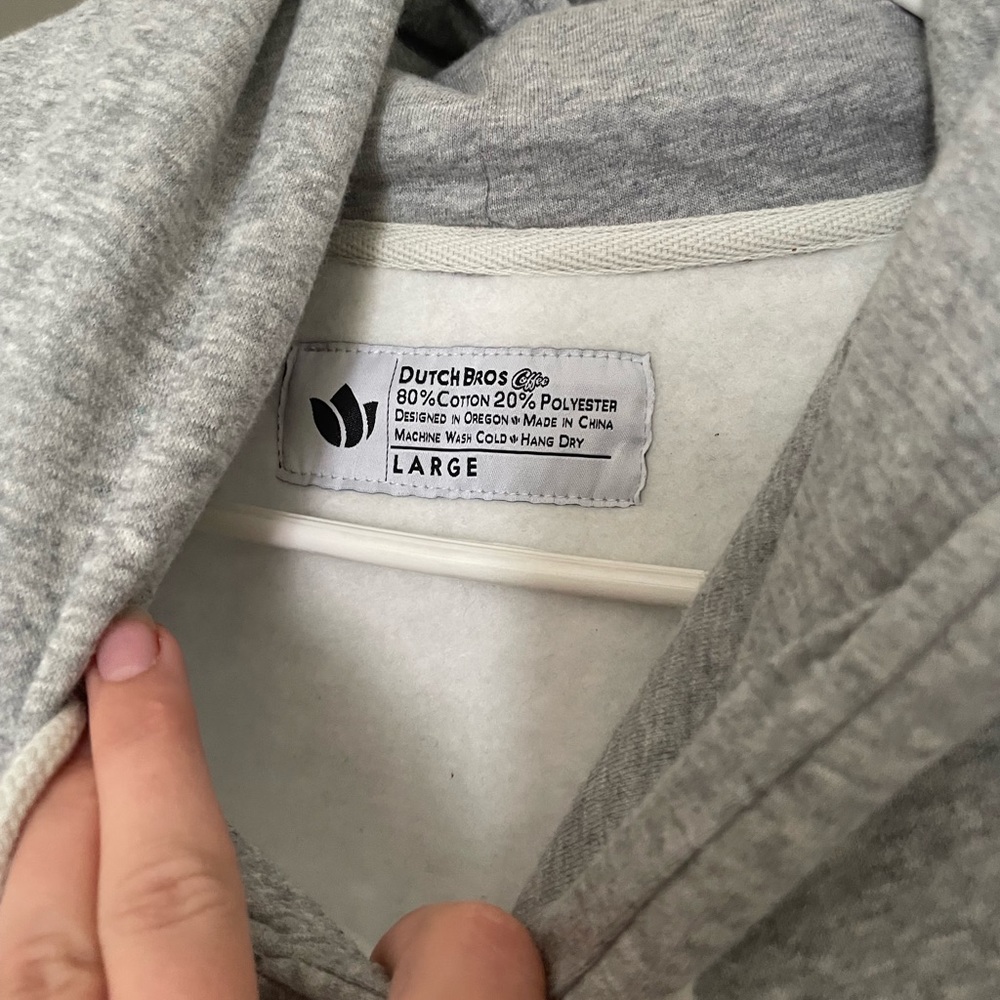 DUTCH BROS Coffee
80% COTTON 20% POLYESTER
DESIGNED IN OREGON MADE IN CHINA
MACHINE WASH COLD HANG DRY
LARGE